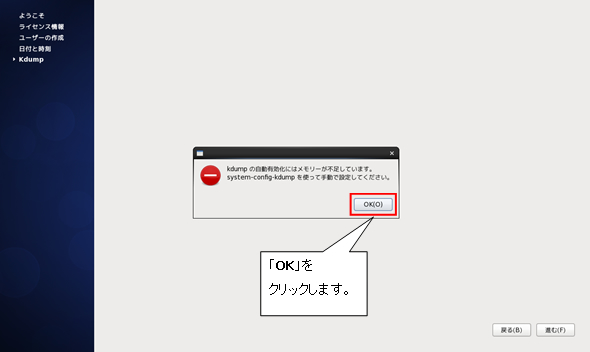 ようこそ
ライセンス情報
ユーザーの作成
日付と時刻
Kdump
kdump の自動有効化にはメモリーが不足しています。
system-config-kdump を使って手動で設定してください。
OK(O)
「OK」を
クリックします。
戻る(B)
進む(F)